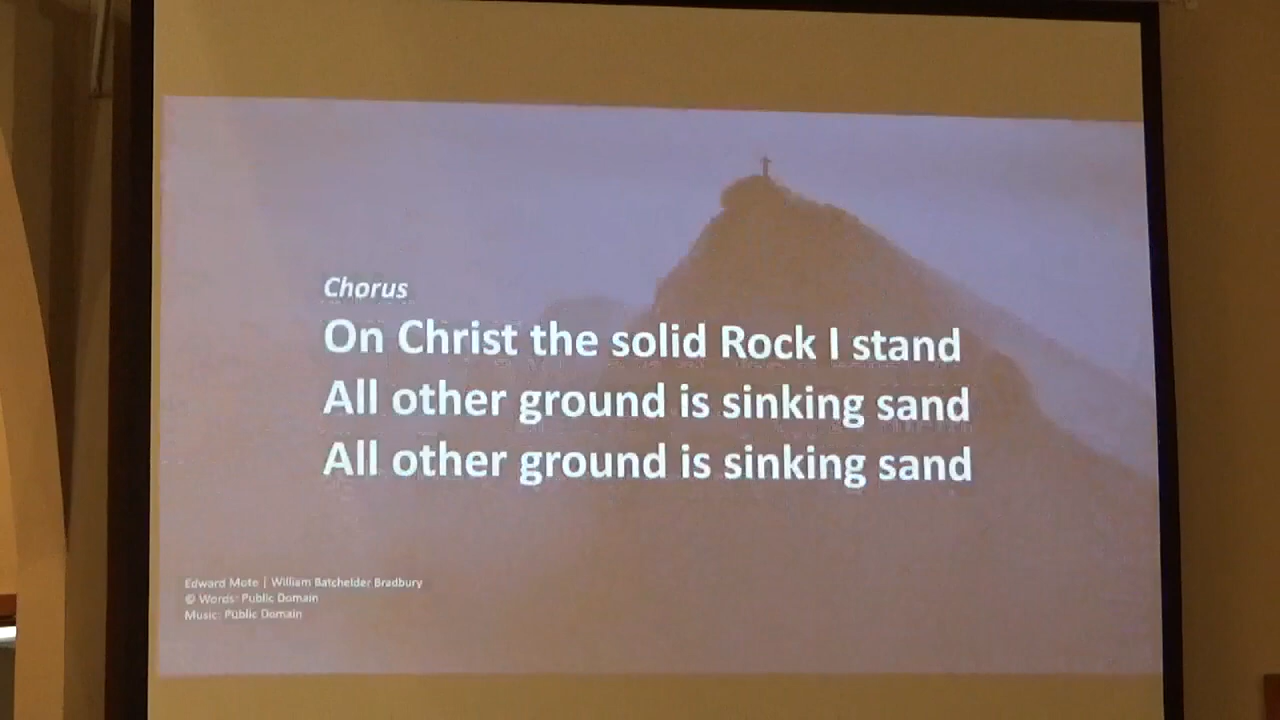 Chorus
On Christ the solid Rock I stand
All other ground is sinking sand
All other ground is sinking sand
Edward Mote | William Batchelder Bradbury
© Words: Public Domain
Music: Public Domain